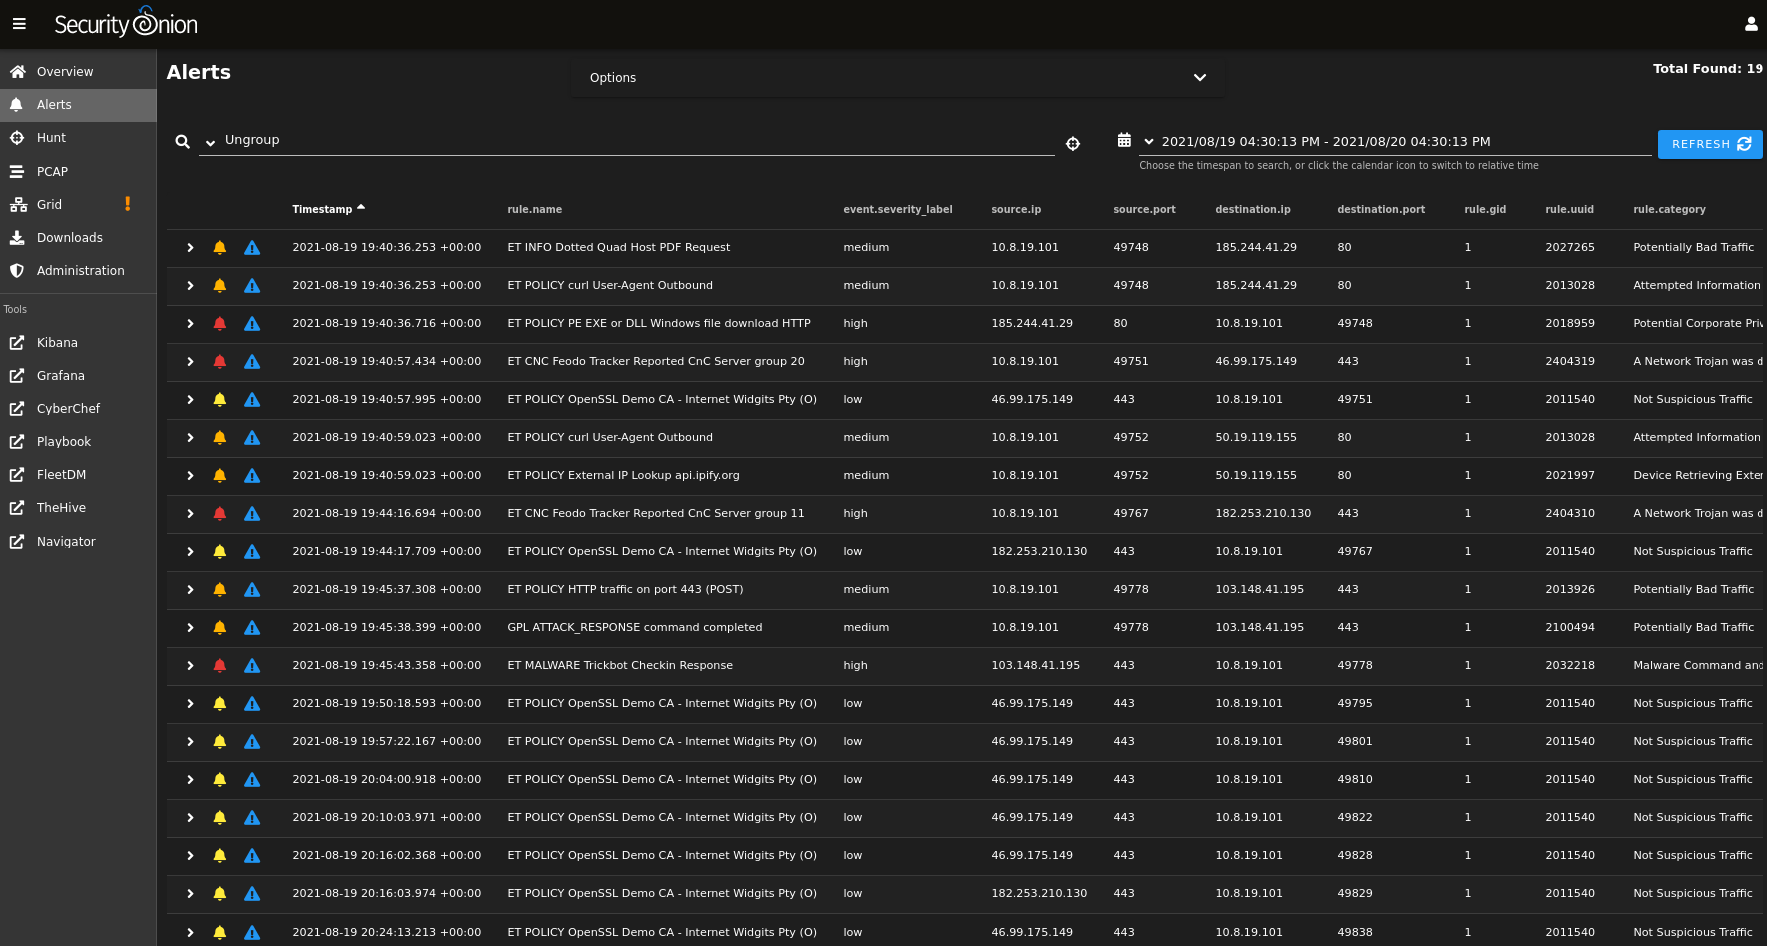 Security Onion
Overview
Alerts
Hunt
PCAP
Grid
Downloads
Administration
Tools
Kibana
Grafana
CyberChef
Playbook
FleetDM
TheHive
Navigator
Alerts
Options
Total Found: 19
Ungroup
2021/08/19 04:30:13 PM - 2021/08/20 04:30:13 PM
REFRESH
Choose the timespan to search, or click the calendar icon to switch to relative time
Timestamp rule.name event.severity_label source.ip source.port destination.ip destination.port rule.gid rule.uuid rule.category
2021-08-19 19:40:36.253 +00:00 ET INFO Dotted Quad Host PDF Request medium 10.8.19.101 49748 185.244.41.29 80 1 2027265 Potentially Bad Traffic
2021-08-19 19:40:36.253 +00:00 ET POLICY curl User-Agent Outbound medium 10.8.19.101 49748 185.244.41.29 80 1 2013028 Attempted Information
2021-08-19 19:40:36.716 +00:00 ET POLICY PE EXE or DLL Windows file download HTTP high 185.244.41.29 80 10.8.19.101 49748 1 2018959 Potential Corporate Priv
2021-08-19 19:40:57.434 +00:00 ET CNC Feodo Tracker Reported CnC Server group 20 high 10.8.19.101 49751 46.99.175.149 443 1 2404319 A Network Trojan was d
2021-08-19 19:40:57.995 +00:00 ET POLICY OpenSSL Demo CA - Internet Widgits Pty (O) low 46.99.175.149 443 10.8.19.101 49751 1 2011540 Not Suspicious Traffic
2021-08-19 19:40:59.023 +00:00 ET POLICY curl User-Agent Outbound medium 10.8.19.101 49752 50.19.119.155 80 1 2013028 Attempted Information
2021-08-19 19:40:59.023 +00:00 ET POLICY External IP Lookup api.ipify.org medium 10.8.19.101 49752 50.19.119.155 80 1 2021997 Device Retrieving Exter
2021-08-19 19:44:16.694 +00:00 ET CNC Feodo Tracker Reported CnC Server group 11 high 10.8.19.101 49767 182.253.210.130 443 1 2404310 A Network Trojan was d
2021-08-19 19:44:17.709 +00:00 ET POLICY OpenSSL Demo CA - Internet Widgits Pty (O) low 182.253.210.130 443 10.8.19.101 49767 1 2011540 Not Suspicious Traffic
2021-08-19 19:45:37.308 +00:00 ET POLICY HTTP traffic on port 443 (POST) medium 10.8.19.101 49778 103.148.41.195 443 1 2013926 Potentially Bad Traffic
2021-08-19 19:45:38.399 +00:00 GPL ATTACK_RESPONSE command completed medium 10.8.19.101 49778 103.148.41.195 443 1 2100494 Potentially Bad Traffic
2021-08-19 19:45:43.358 +00:00 ET MALWARE Trickbot Checkin Response high 103.148.41.195 443 10.8.19.101 49778 1 2032218 Malware Command and
2021-08-19 19:50:18.593 +00:00 ET POLICY OpenSSL Demo CA - Internet Widgits Pty (O) low 46.99.175.149 443 10.8.19.101 49795 1 2011540 Not Suspicious Traffic
2021-08-19 19:57:22.167 +00:00 ET POLICY OpenSSL Demo CA - Internet Widgits Pty (O) low 46.99.175.149 443 10.8.19.101 49801 1 2011540 Not Suspicious Traffic
2021-08-19 20:04:00.918 +00:00 ET POLICY OpenSSL Demo CA - Internet Widgits Pty (O) low 46.99.175.149 443 10.8.19.101 49810 1 2011540 Not Suspicious Traffic
2021-08-19 20:10:03.971 +00:00 ET POLICY OpenSSL Demo CA - Internet Widgits Pty (O) low 46.99.175.149 443 10.8.19.101 49822 1 2011540 Not Suspicious Traffic
2021-08-19 20:16:02.368 +00:00 ET POLICY OpenSSL Demo CA - Internet Widgits Pty (O) low 46.99.175.149 443 10.8.19.101 49828 1 2011540 Not Suspicious Traffic
2021-08-19 20:16:03.974 +00:00 ET POLICY OpenSSL Demo CA - Internet Widgits Pty (O) low 182.253.210.130 443 10.8.19.101 49829 1 2011540 Not Suspicious Traffic
2021-08-19 20:24:13.213 +00:00 ET POLICY OpenSSL Demo CA - Internet Widgits Pty (O) low 46.99.175.149 443 10.8.19.101 49838 1 2011540 Not Suspicious Traffic